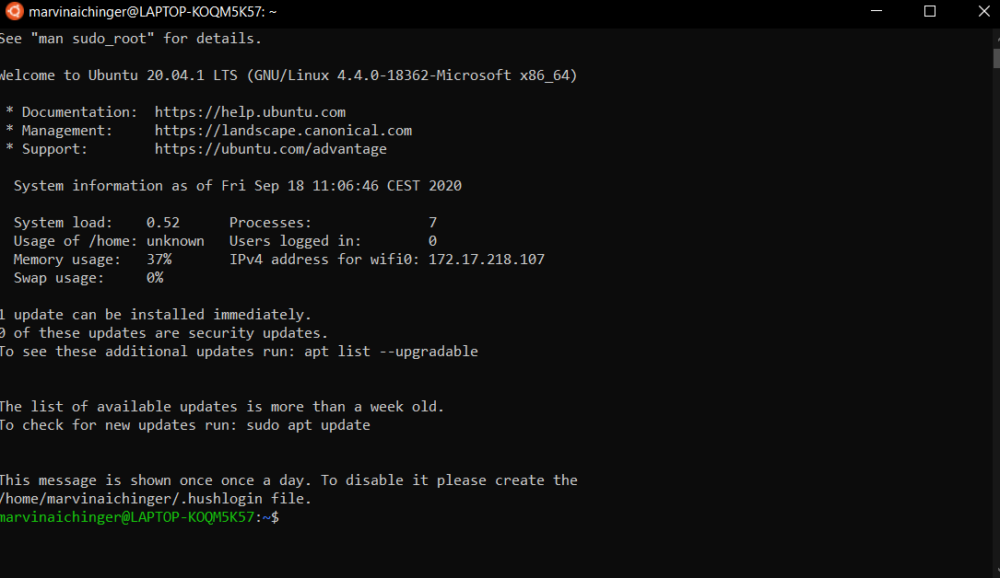 marvinaichinger@LAPTOP-KOQM5K57: ~
See "man sudo_root" for details.
Welcome to Ubuntu 20.04.1 LTS (GNU/Linux 4.4.0-18362-Microsoft x86_64)
* Documentation:  https://help.ubuntu.com
* Management:     https://landscape.canonical.com
* Support:        https://ubuntu.com/advantage
System information as of Fri Sep 18 11:06:46 CEST 2020
System load:    0.52      Processes:              7
Usage of /home: unknown   Users logged in:        0
Memory usage:   37%       IPv4 address for wifi0: 172.17.218.107
Swap usage:     0%
1 update can be installed immediately.
0 of these updates are security updates.
To see these additional updates run: apt list --upgradable
The list of available updates is more than a week old.
To check for new updates run: sudo apt update
This message is shown once once a day. To disable it please create the
/home/marvinaichinger/.hushlogin file.
marvinaichinger@LAPTOP-KOQM5K57:~$